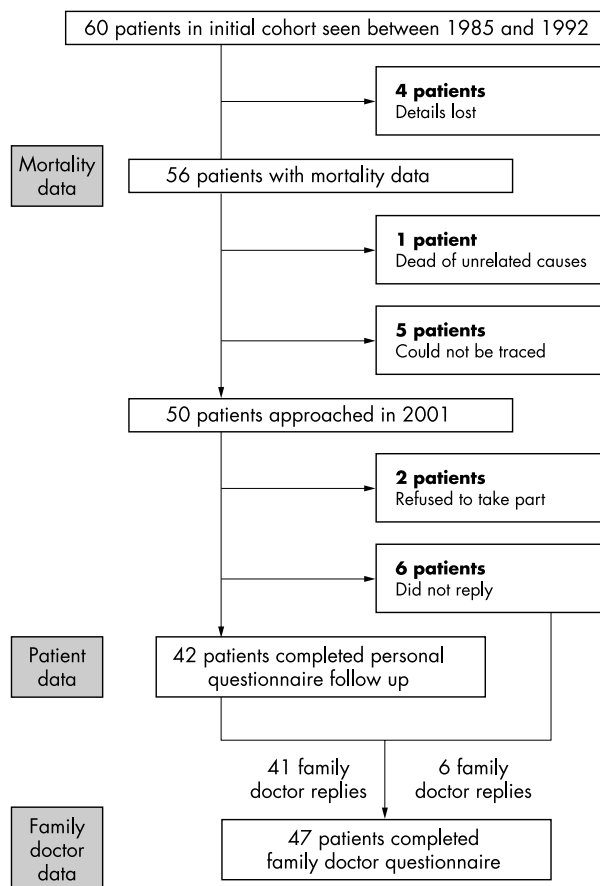 60 patients in initial cohort seen between 1985 and 1992
4 patients
Details lost
Mortality
data
56 patients with mortality data
1 patient
Dead of unrelated causes
5 patients
Could not be traced
50 patients approached in 2001
2 patients
Refused to take part
6 patients
Did not reply
Patient
data
42 patients completed personal
questionnaire follow up
41 family
doctor replies
6 family
doctor replies
Family
doctor
data
47 patients completed
family doctor questionnaire